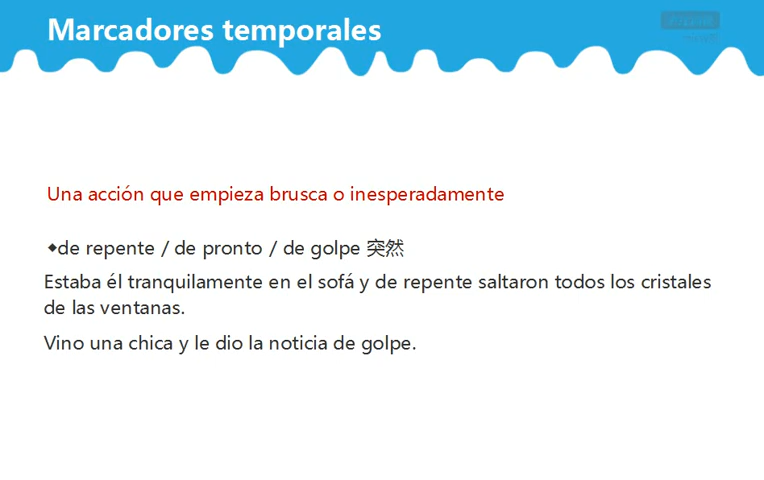 Marcadores temporales
Una acción que empieza brusca o inesperadamente
◆de repente / de pronto / de golpe 突然
Estaba él tranquilamente en el sofá y de repente saltaron todos los cristales
de las ventanas.
Vino una chica y le dio la noticia de golpe.